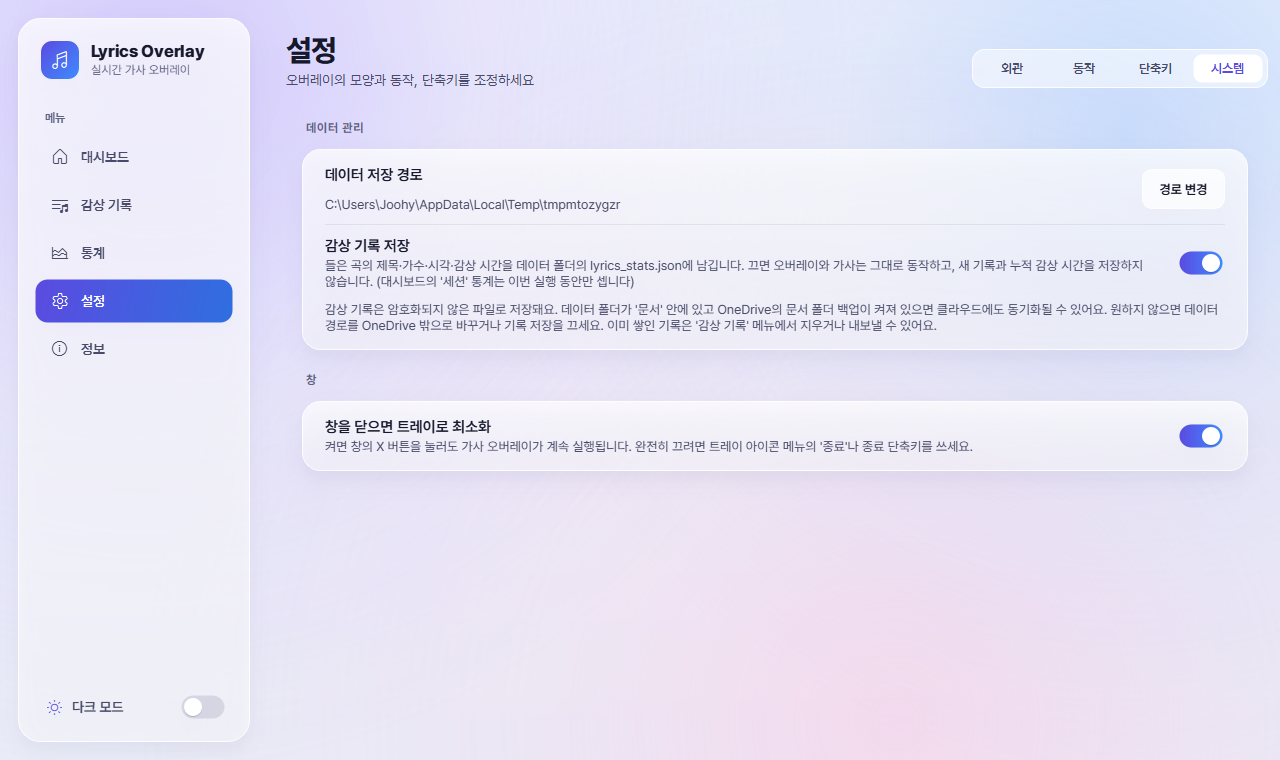 Lyrics Overlay
실시간 가사 오버레이
메뉴
대시보드
감상 기록
통계
설정
정보
다크 모드
설정
오버레이의 모양과 동작, 단축키를 조정하세요
외관
동작
단축키
시스템
데이터 관리
데이터 저장 경로
C:\Users\Joohy\AppData\Local\Temp\tmpmtozygzr
경로 변경
감상 기록 저장
들은 곡의 제목·가수·시각·감상 시간을 데이터 폴더의 lyrics_stats.json에 남깁니다. 끄면 오버레이와 가사는 그대로 동작하고, 새 기록과 누적 감상 시간을 저장하지
않습니다. (대시보드의 '세션' 통계는 이번 실행 동안만 셉니다)
감상 기록은 암호화되지 않은 파일로 저장돼요. 데이터 폴더가 '문서' 안에 있고 OneDrive의 문서 폴더 백업이 켜져 있으면 클라우드에도 동기화될 수 있어요. 원하지 않으면 데이터
경로를 OneDrive 밖으로 바꾸거나 기록 저장을 끄세요. 이미 쌓인 기록은 '감상 기록' 메뉴에서 지우거나 내보낼 수 있어요.
창
창을 닫으면 트레이로 최소화
켜면 창의 X 버튼을 눌러도 가사 오버레이가 계속 실행됩니다. 완전히 끄려면 트레이 아이콘 메뉴의 '종료'나 종료 단축키를 쓰세요.